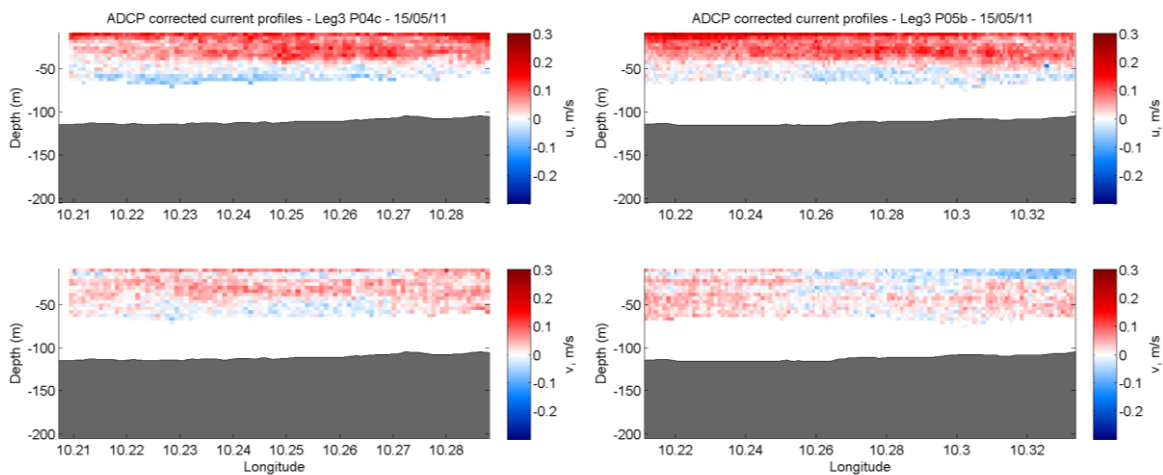 ADCP corrected current profiles - Leg3 P04c - 15/05/11
0.3
0.2
0.1
0
-0.1
-0.2
u, m/s
-50
-100
-150
-200
Depth (m)
10.21 10.22 10.23 10.24 10.25 10.26 10.27 10.28
ADCP corrected current profiles - Leg3 P05b - 15/05/11
0.3
0.2
0.1
0
-0.1
-0.2
u, m/s
-50
-100
-150
-200
Depth (m)
10.22 10.24 10.26 10.28 10.3 10.32
0.3
0.2
0.1
0
-0.1
-0.2
v, m/s
-50
-100
-150
-200
Depth (m)
10.21 10.22 10.23 10.24 10.25 10.26 10.27 10.28
Longitude
0.3
0.2
0.1
0
-0.1
-0.2
v, m/s
-50
-100
-150
-200
Depth (m)
10.22 10.24 10.26 10.28 10.3 10.32
Longitude